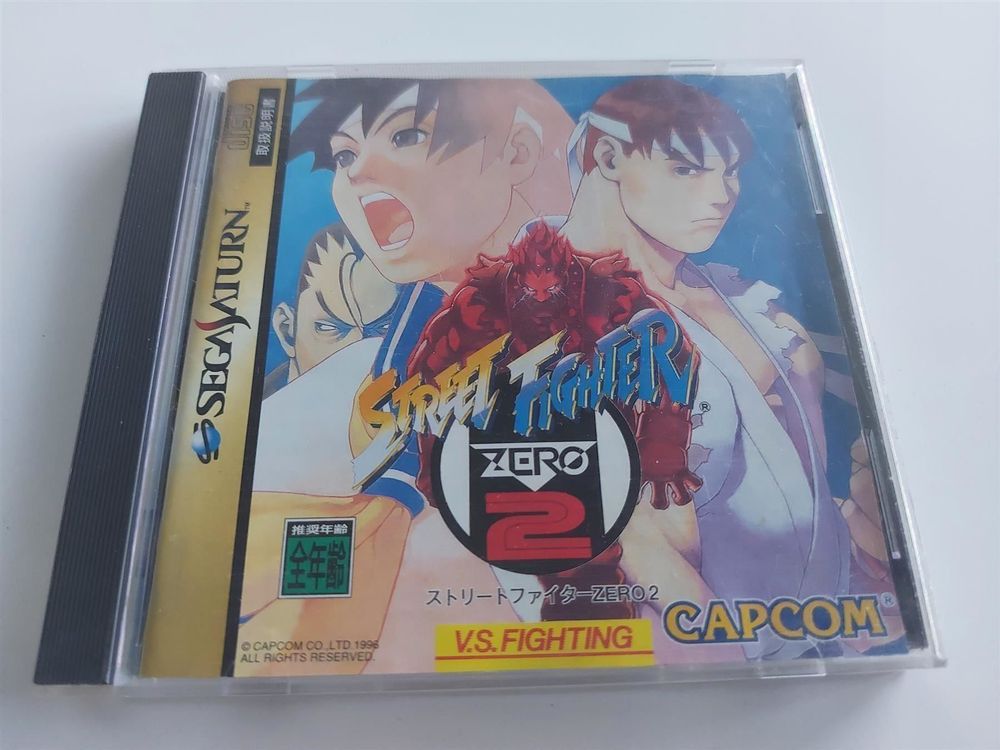 DISC
取扱説明書
SEGA SATURN™
STREET FIGHTER®
ZERO
2
ストリートファイターZERO2
推奨年齢
全年齢
V.S. FIGHTING
CAPCOM®
© CAPCOM CO., LTD 1996
ALL RIGHTS RESERVED.